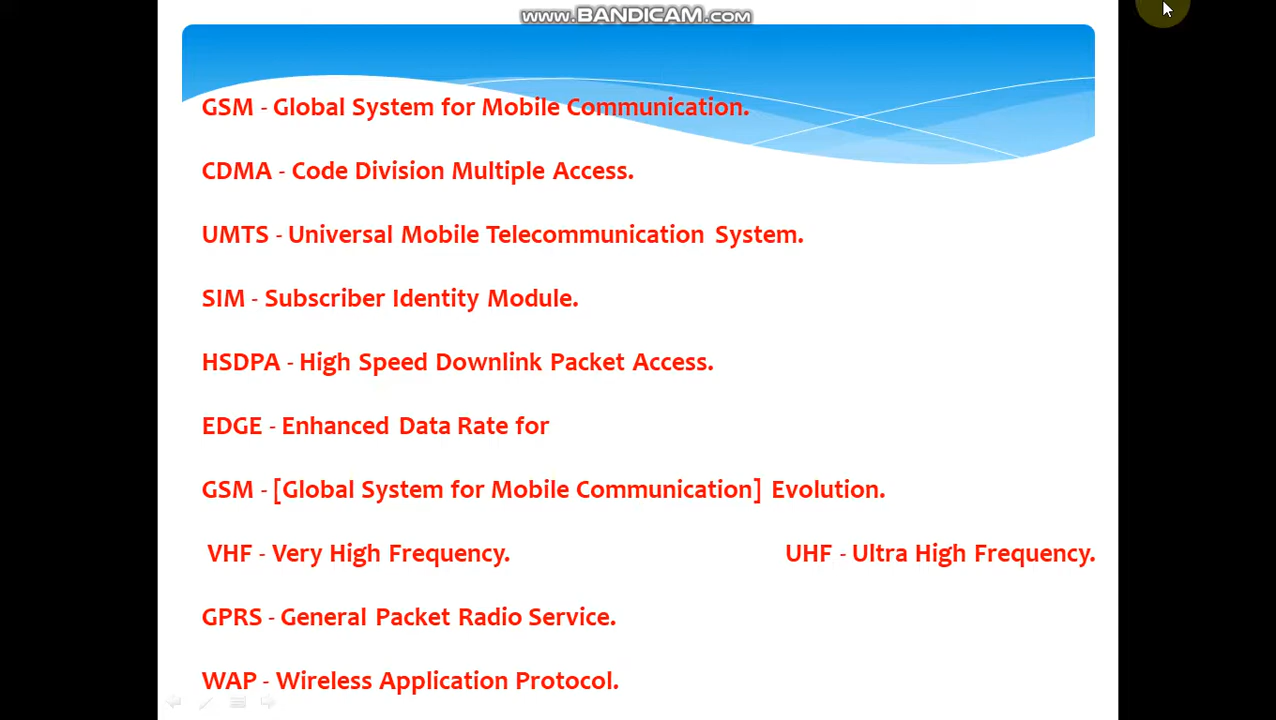 www.BANDICAM.com
GSM - Global System for Mobile Communication.
CDMA - Code Division Multiple Access.
UMTS - Universal Mobile Telecommunication System.
SIM - Subscriber Identity Module.
HSDPA - High Speed Downlink Packet Access.
EDGE - Enhanced Data Rate for
GSM - [Global System for Mobile Communication] Evolution.
VHF - Very High Frequency. UHF - Ultra High Frequency.
GPRS - General Packet Radio Service.
WAP - Wireless Application Protocol.